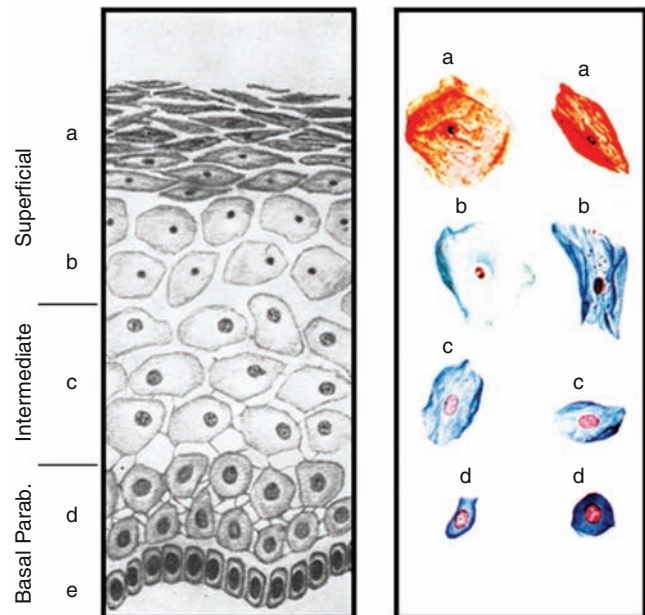 Superficial
a
b
Intermediate
c
Basal Parab.
d
e
a
a
b
b
c
c
d
d